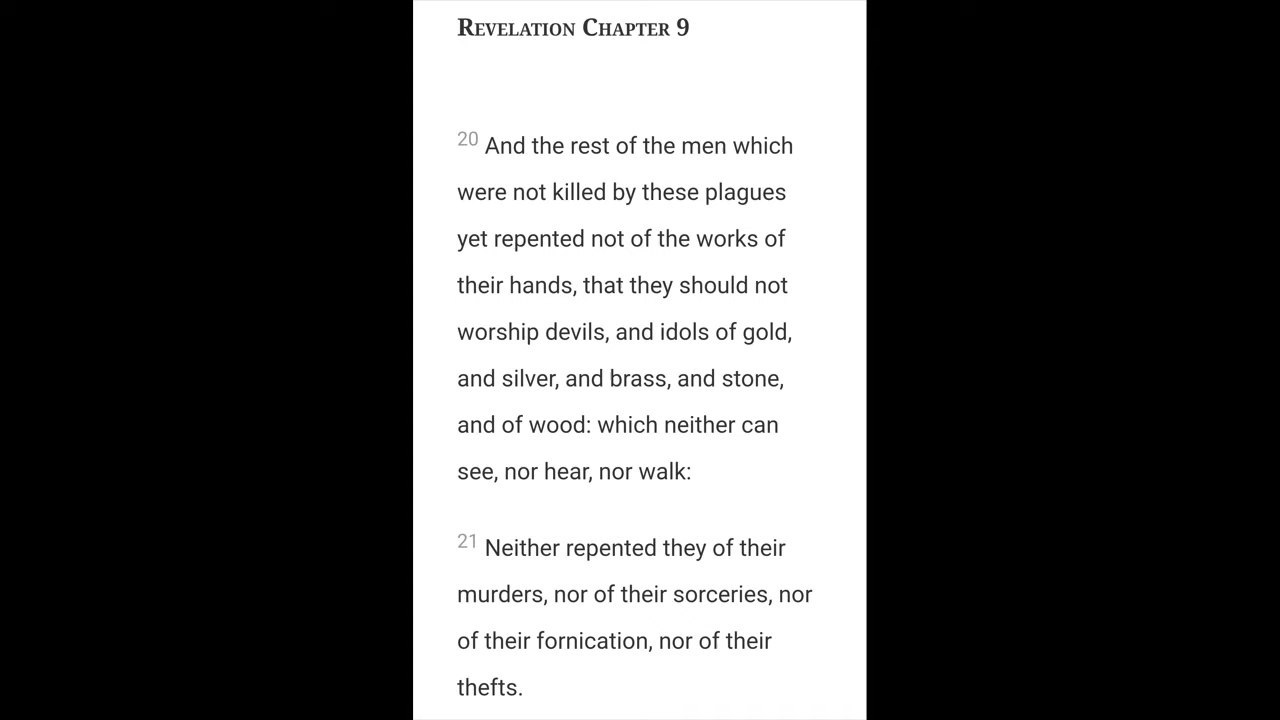 Revelation Chapter 9
20 And the rest of the men which
were not killed by these plagues
yet repented not of the works of
their hands, that they should not
worship devils, and idols of gold,
and silver, and brass, and stone,
and of wood: which neither can
see, nor hear, nor walk:
21 Neither repented they of their
murders, nor of their sorceries, nor
of their fornication, nor of their
thefts.